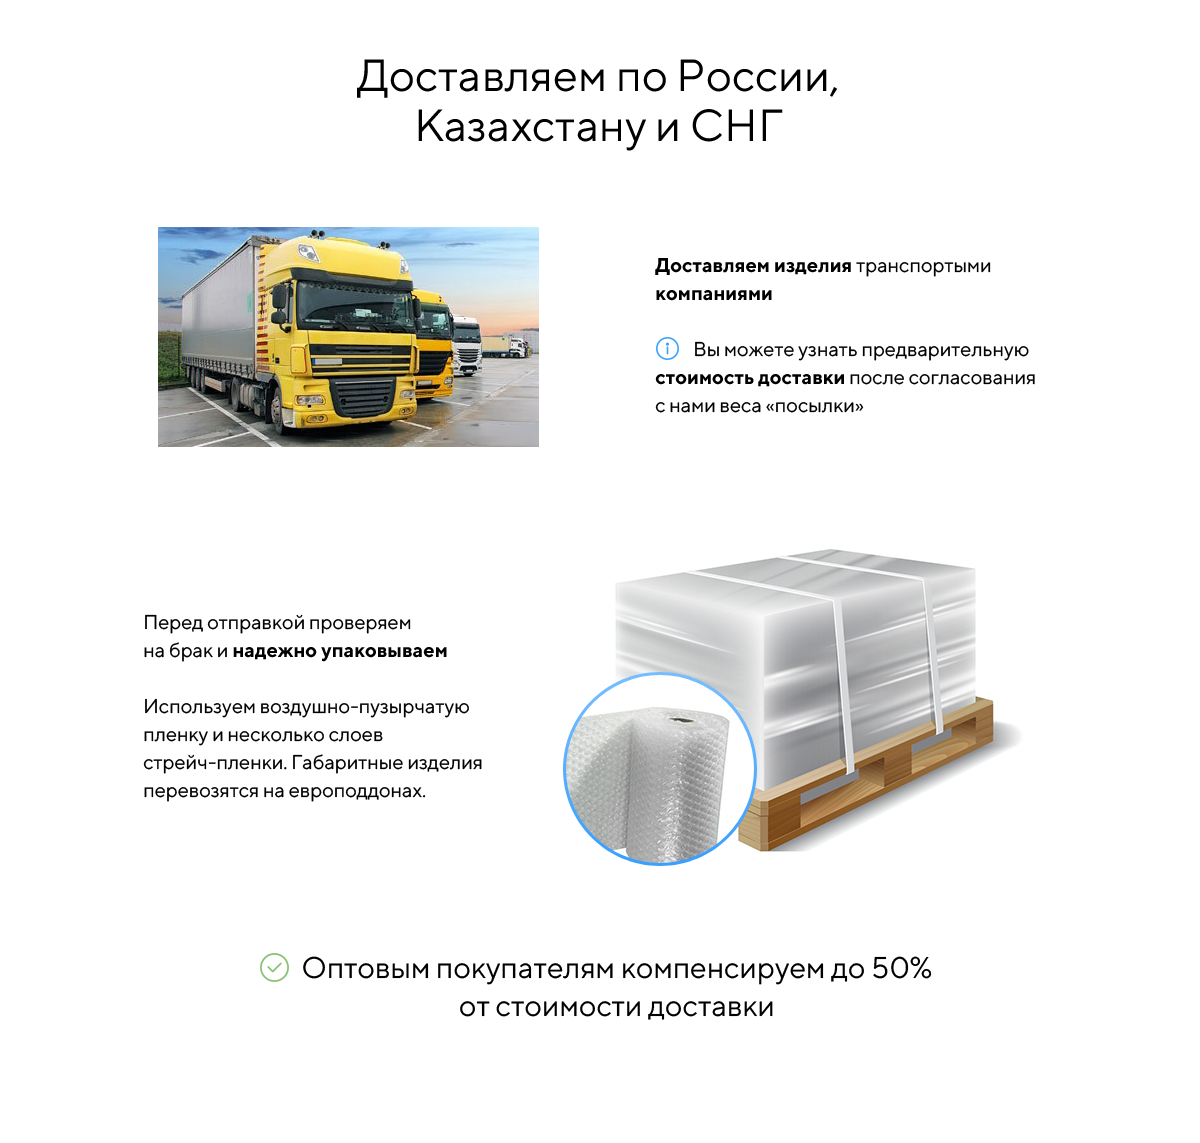 Доставляем по России,
Казахстану и СНГ
Доставляем изделия транспортыми
компаниями
Вы можете узнать предварительную
стоимость доставки после согласования
с нами веса «посылки»
Перед отправкой проверяем
на брак и надежно упаковываем
Используем воздушно-пузырчатую
пленку и несколько слоев
стрейч-пленки. Габаритные изделия
перевозятся на европоддонах.
Оптовым покупателям компенсируем до 50%
от стоимости доставки